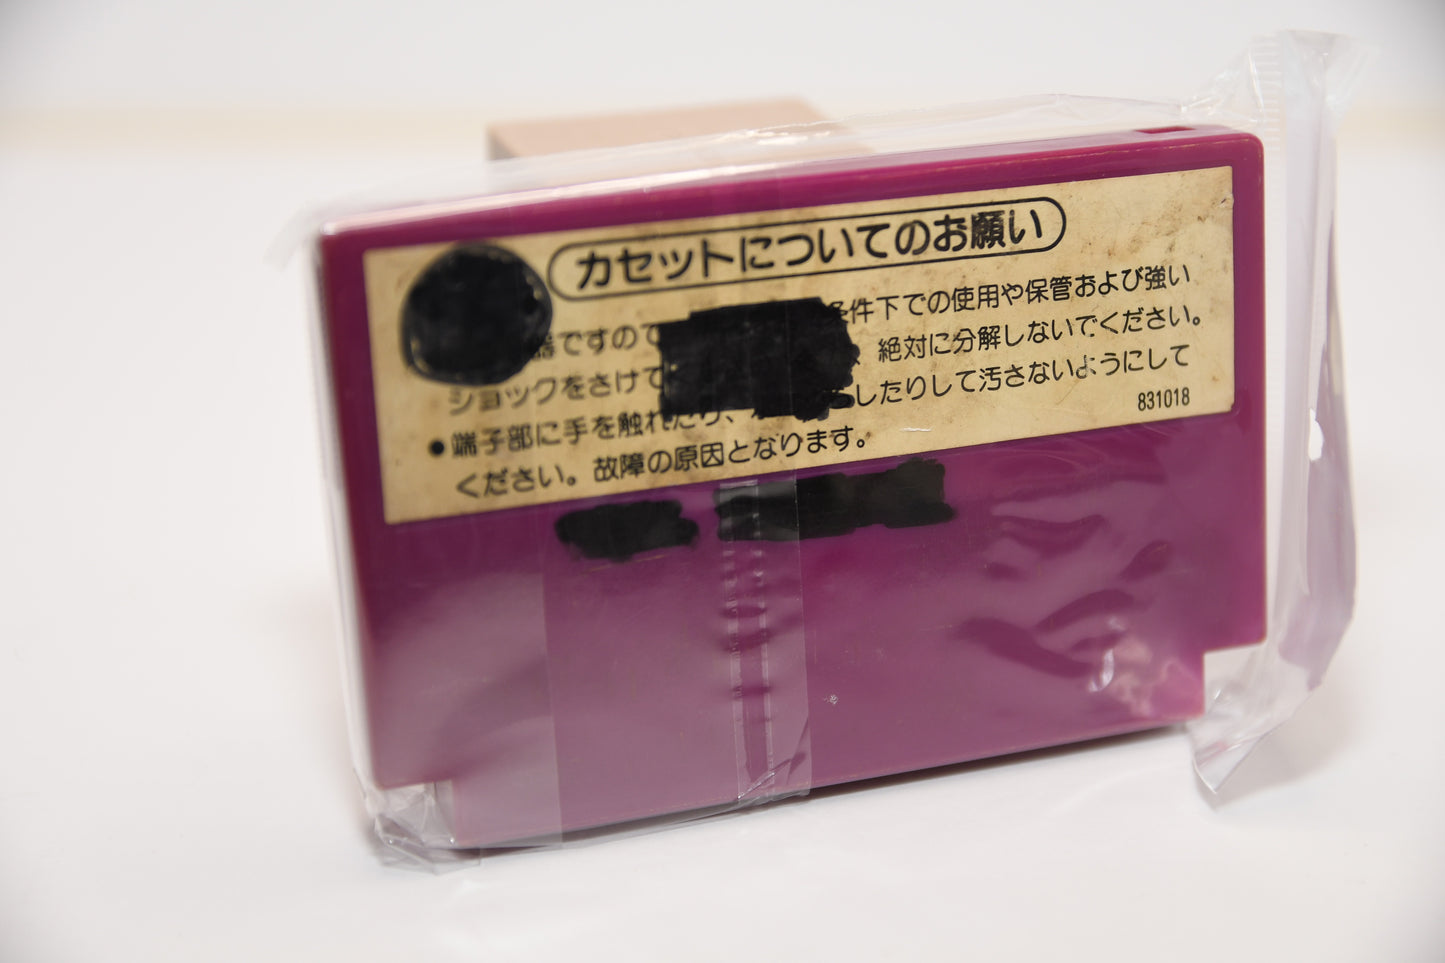 カセットについてのお願い
器ですので 条件下での使用や保管および強い
ショックをさけて 、絶対に分解しないでください。
●端子部に手を触れたり、 したりして汚さないようにして
ください。故障の原因となります。
831018